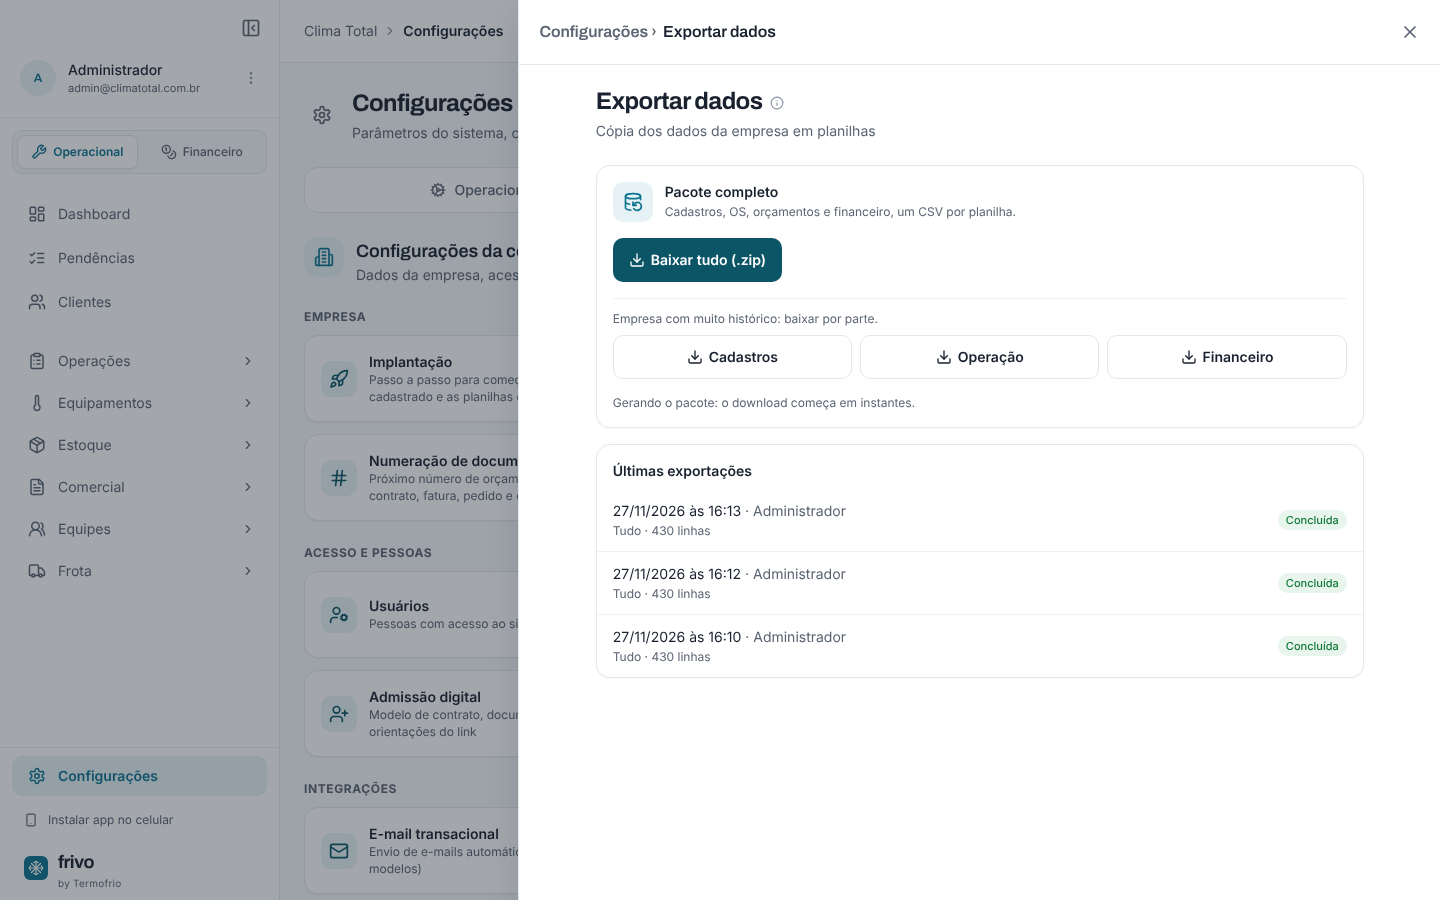 Administrador
admin@climatotal.com.br
Operacional
Financeiro
Dashboard
Pendências
Clientes
Operações
Equipamentos
Estoque
Comercial
Equipes
Frota
Configurações
Instalar app no celular
frivo
by Termofrio
Clima Total
Configurações
Configurações
Parâmetros do sistema,
Operacion
Configurações da co
Dados da empresa, aces
EMPRESA
Implantação
Passo a passo para começ
cadastrado e as planilhas
Numeração de docum
Próximo número de orçam
contrato, fatura, pedido e
ACESSO E PESSOAS
Usuários
Pessoas com acesso ao si
Admissão digital
Modelo de contrato, docum
orientações do link
INTEGRAÇÕES
E-mail transacional
Envio de e-mails automátic
modelos)
Configurações › Exportar dados
Exportar dados
Cópia dos dados da empresa em planilhas
Pacote completo
Cadastros, OS, orçamentos e financeiro, um CSV por planilha.
Baixar tudo (.zip)
Empresa com muito histórico: baixar por parte.
Cadastros
Operação
Financeiro
Gerando o pacote: o download começa em instantes.
Últimas exportações
27/11/2026 às 16:13 · Administrador
Tudo · 430 linhas
Concluída
27/11/2026 às 16:12 · Administrador
Tudo · 430 linhas
Concluída
27/11/2026 às 16:10 · Administrador
Tudo · 430 linhas
Concluída